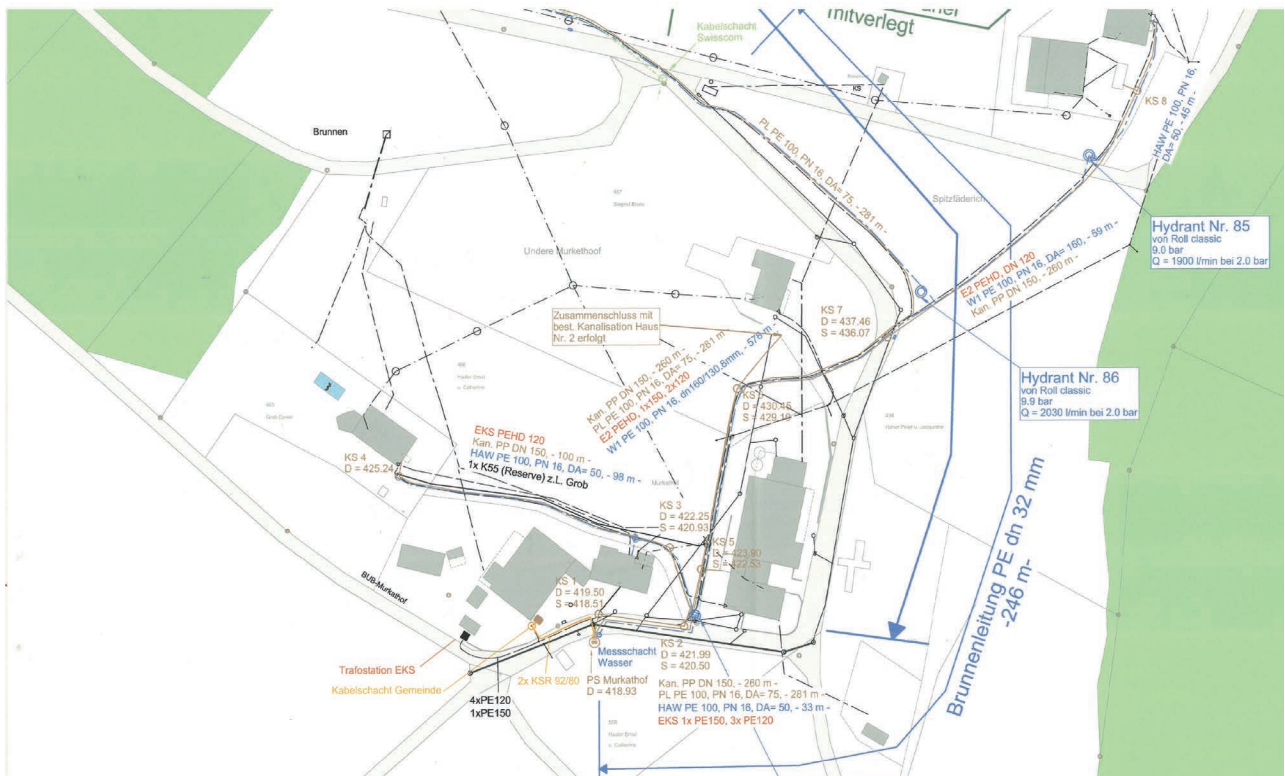 mitverlegt
Kabelschacht
Swisscom
KS
KS 8
HAW PE 100, PN 16,
DA= 50, - 45 m -
Brunnen
PL PE 100, PN 16, DA= 75, - 281 m -
Spitzfäderich
Hydrant Nr. 85
von Roll classic
9.0 bar
Q = 1900 l/min bei 2.0 bar
Undere Murkethoof
E2 PEHD, DN 120
W1 PE 100, PN 16, DA= 160, - 59 m -
Kan. PP DN 150, - 260 m -
Zusammenschluss mit
best. Kanalisation Haus
Nr. 2 erfolgt
KS 7
D = 437.46
S = 436.07
Hydrant Nr. 86
von Roll classic
9.9 bar
Q = 2030 l/min bei 2.0 bar
Kan. PP DN 150, - 260 m -
PL PE 100, PN 16, DA= 75, - 281 m -
E2 PEHD, 1x150, 2x120
W1 PE 100, PN 16, dn160/130.8mm, - 578 m -
D = 430.45
S = 429.19
EKS PEHD 120
Kan. PP DN 150, - 100 m -
HAW PE 100, PN 16, DA= 50, - 98 m -
1x K55 (Reserve) z.L. Grob
KS 4
D = 425.24
Murkathof
KS 3
D = 422.25
S = 420.93
KS 5
D = 423.90
S = 422.53
Brunnenleitung PE dn 32 mm
-246 m-
BUB-Murkathof
KS 1
D = 419.50
S = 418.51
KS 2
D = 421.99
S = 420.50
Messschacht
Wasser
Trafostation EKS
Kabelschacht Gemeinde
2x KSR 92/80
PS Murkathof
D = 418.93
4xPE120
1xPE150
Kan. PP DN 150, - 260 m -
PL PE 100, PN 16, DA= 75, - 281 m -
HAW PE 100, PN 16, DA= 50, - 33 m -
EKS 1x PE150, 3x PE120